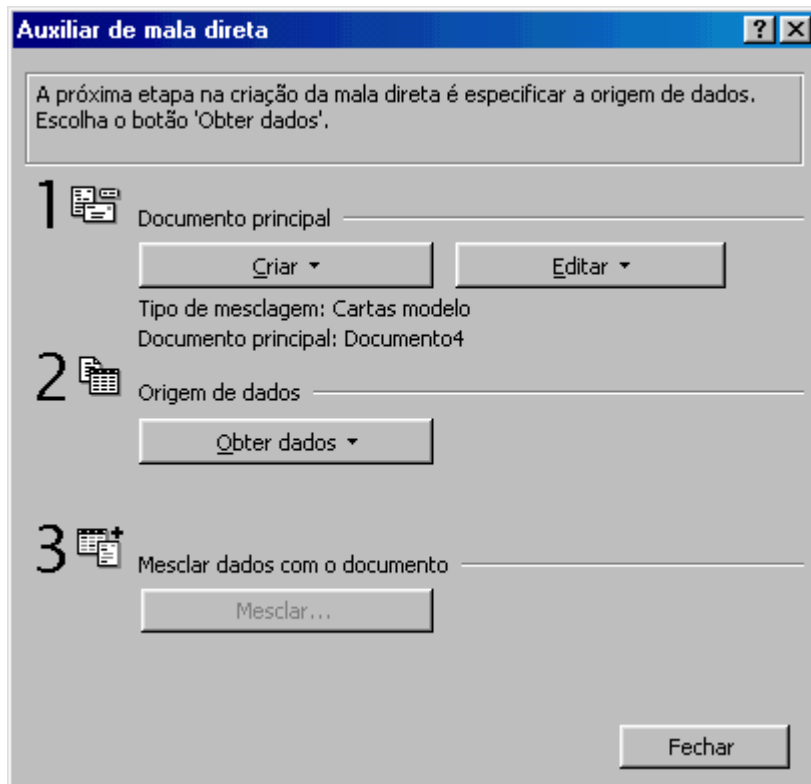 Auxiliar de mala direta
A próxima etapa na criação da mala direta é especificar a origem de dados.
Escolha o botão 'Obter dados'.
1
Documento principal
Criar
Editar
Tipo de mesclagem: Cartas modelo
Documento principal: Documento4
2
Origem de dados
Obter dados
3
Mesclar dados com o documento
Mesclar...
Fechar